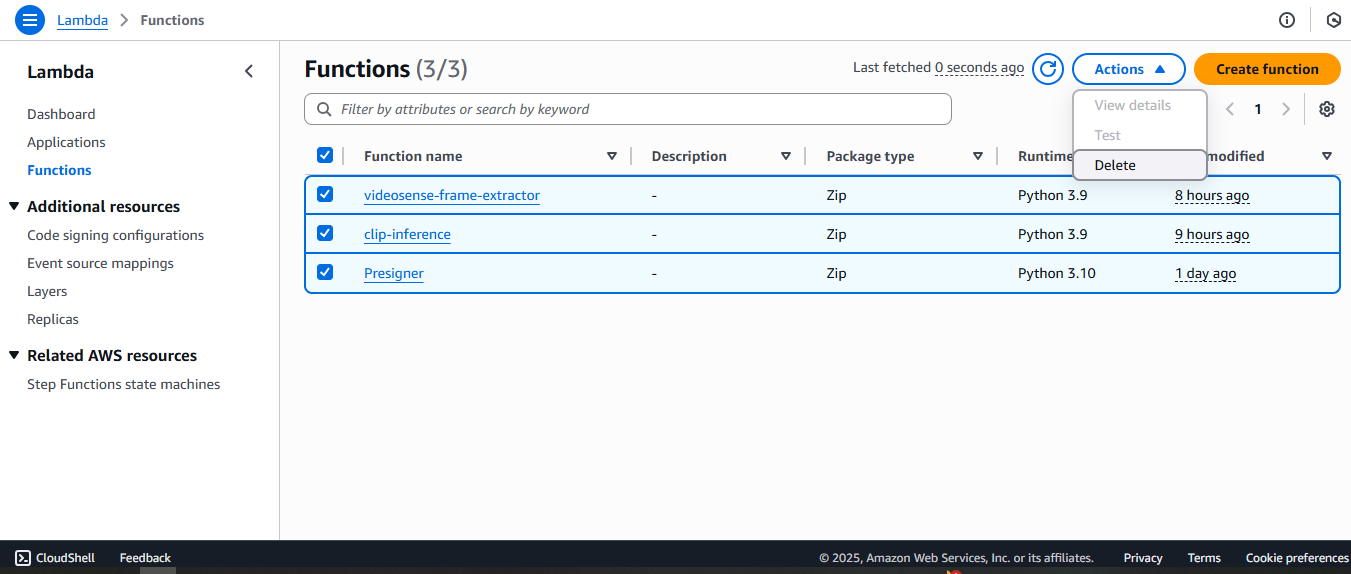 Lambda > Functions
Lambda
Dashboard
Applications
Functions
Additional resources
Code signing configurations
Event source mappings
Layers
Replicas
Related AWS resources
Step Functions state machines
Functions (3/3)
Last fetched 0 seconds ago
Actions
Create function
Filter by attributes or search by keyword
1
View details
Test
Delete
Function name Description Package type Runtime modified
videosense-frame-extractor - Zip Python 3.9 8 hours ago
clip-inference - Zip Python 3.9 9 hours ago
Presigner - Zip Python 3.10 1 day ago
CloudShell Feedback © 2025, Amazon Web Services, Inc. or its affiliates. Privacy Terms Cookie preferences